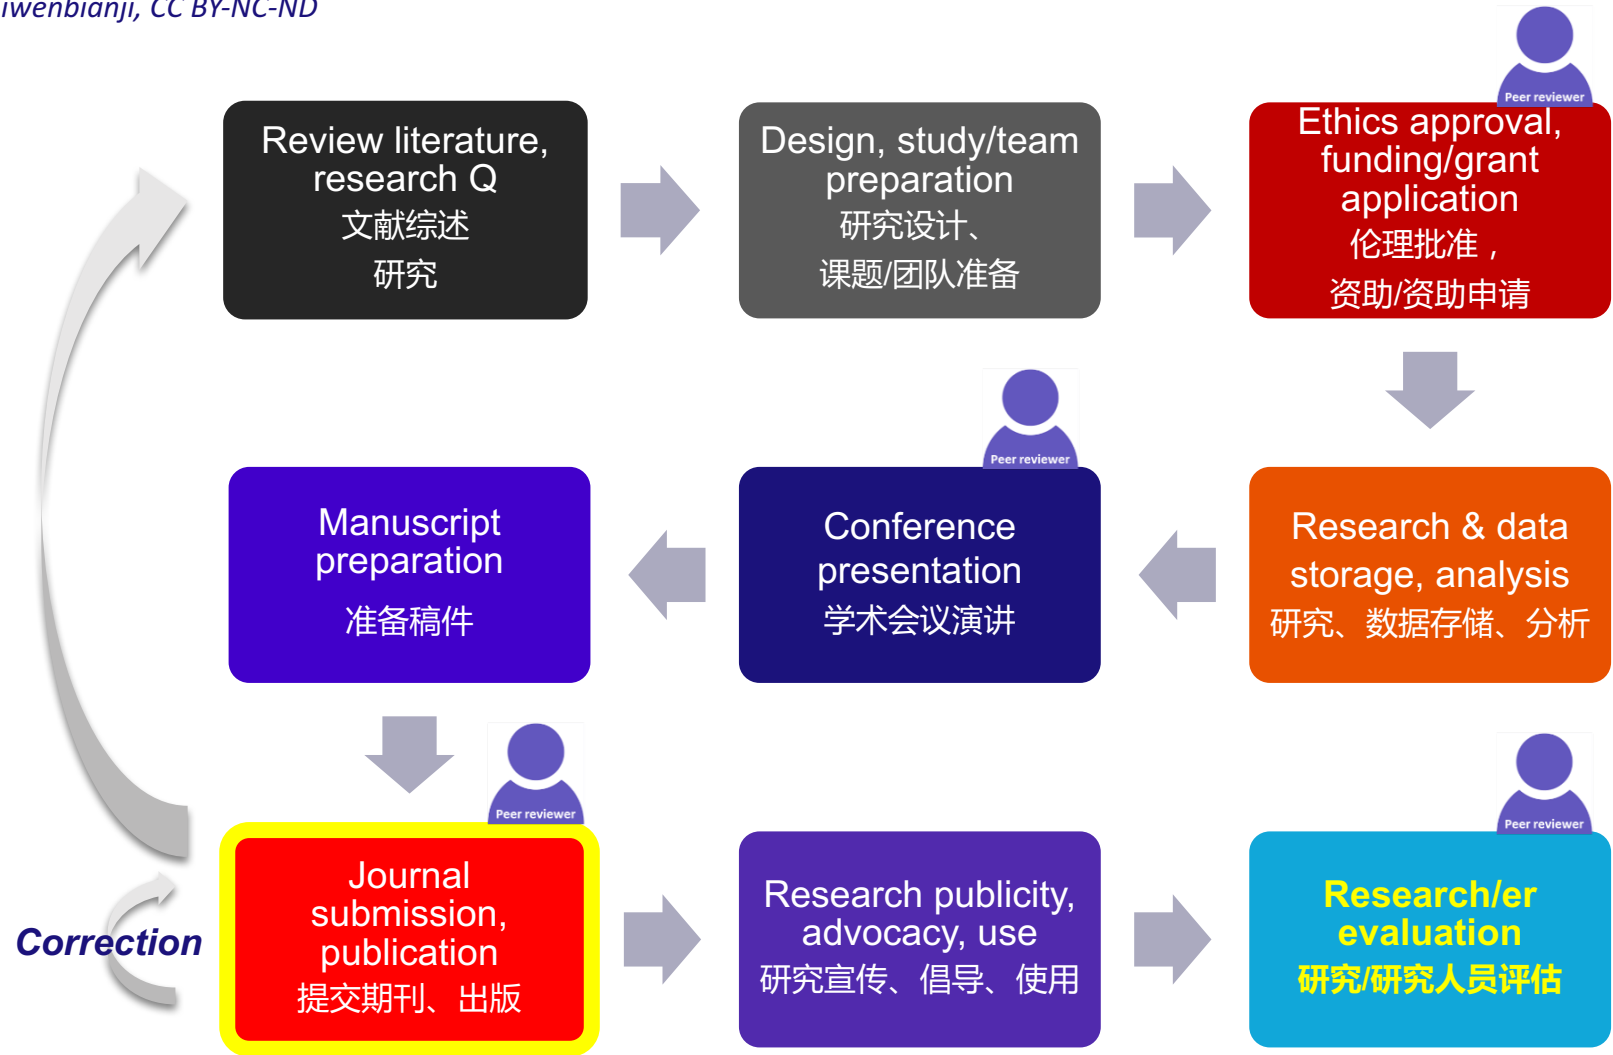 iwenbianji, CC BY-NC-ND
Peer reviewer
Review literature,
research Q
文献综述
研究
Design, study/team
preparation
研究设计、
课题/团队准备
Ethics approval,
funding/grant
application
伦理批准，
资助/资助申请
Peer reviewer
Manuscript
preparation
准备稿件
Conference
presentation
学术会议演讲
Research & data
storage, analysis
研究、数据存储、分析
Peer reviewer
Peer reviewer
Correction
Journal
submission,
publication
提交期刊、出版
Research publicity,
advocacy, use
研究宣传、倡导、使用
Research/er
evaluation
研究/研究人员评估